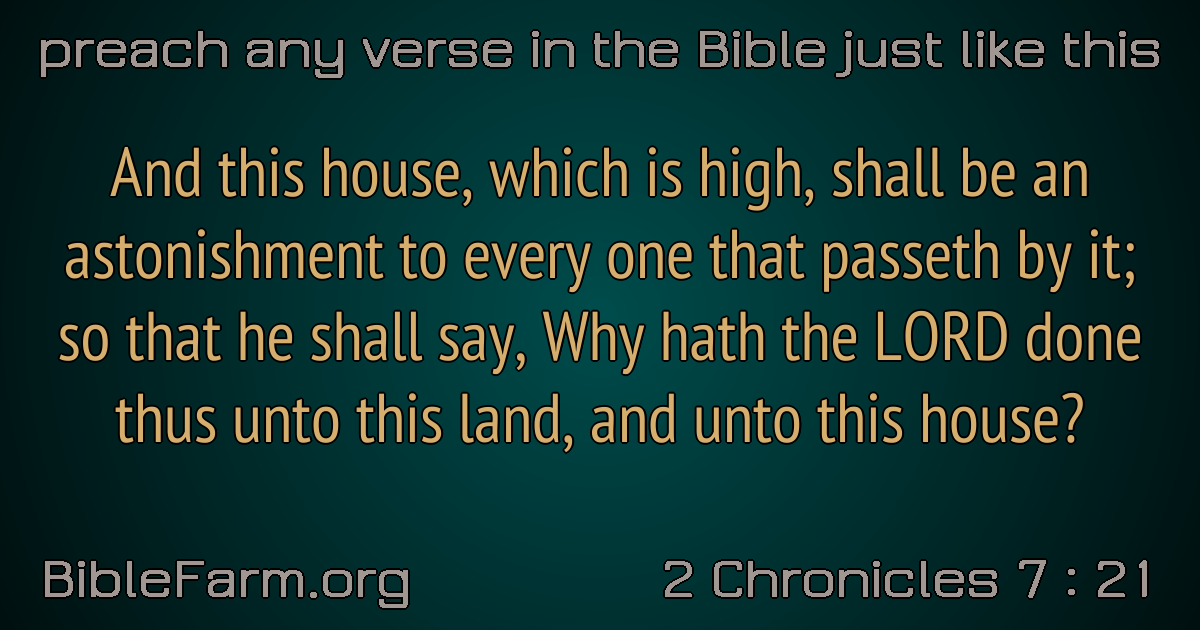 preach any verse in the Bible just like this
And this house, which is high, shall be an
astonishment to every one that passeth by it;
so that he shall say, Why hath the LORD done
thus unto this land, and unto this house?
BibleFarm.org
2 Chronicles 7 : 21